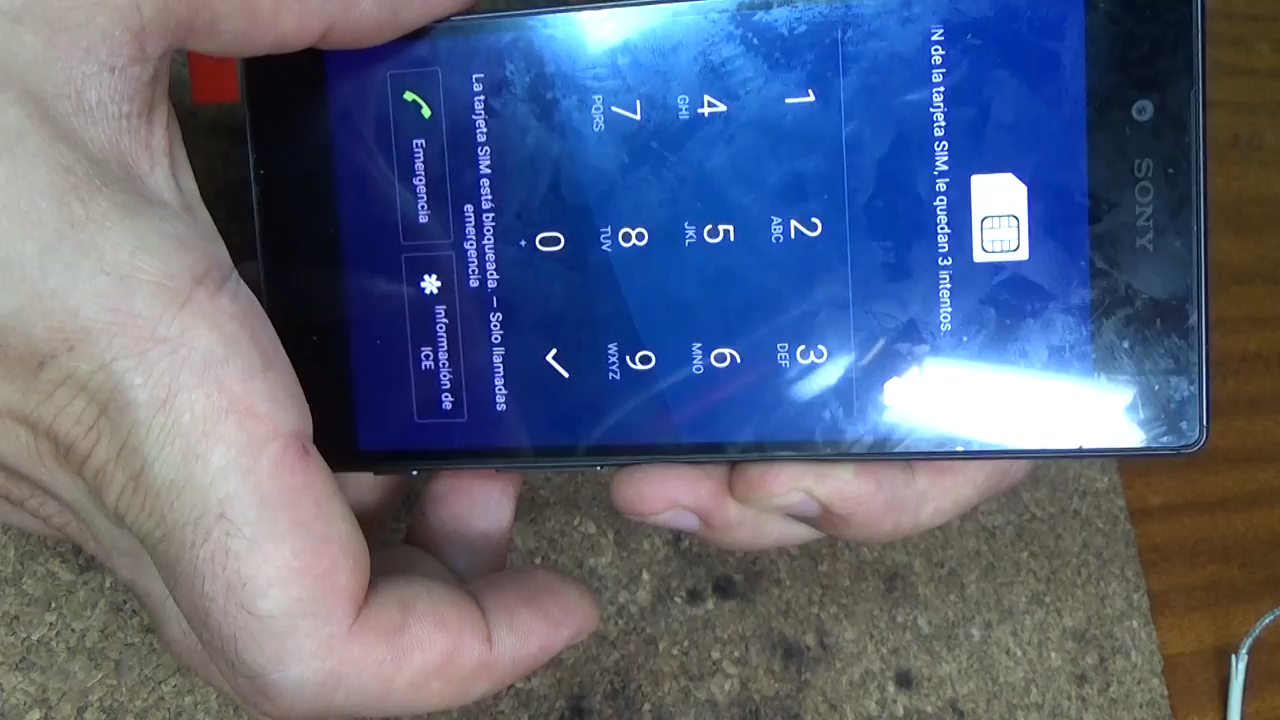 SONY
IN de la tarjeta SIM, le quedan 3 intentos.
1 2 ABC 3 DEF
4 GHI 5 JKL 6 MNO
7 PQRS 8 TUV 9 WXYZ
0 +
La tarjeta SIM está bloqueada. – Solo llamadas
emergencia
Emergencia
Información de
ICE